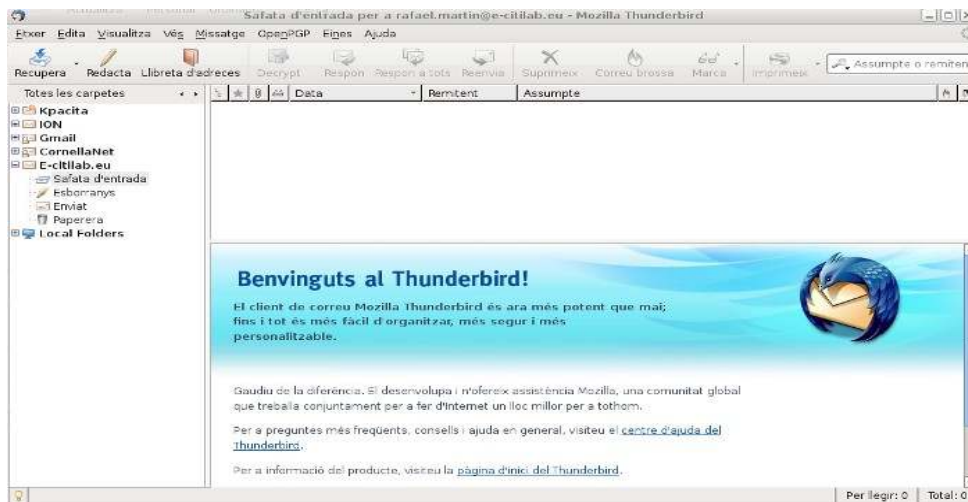 Safata d'entrada per a rafael.martin@e-citilab.eu - Mozilla Thunderbird
Fitxer Edita Visualitza Vés Missatge OpenPGP Eines Ajuda
Recupera Redacta Llibreta d'adreces Decrypt Respon Respon a tots Reenvia Suprimeix Correu brossa Marca Imprimeix Assumpte o remiten
Totes les carpetes Data Remitent Assumpte
Kpacita
ION
Gmail
CornellaNet
E-citilab.eu
Safata d'entrada
Esborranys
Enviat
Paperera
Local Folders
Benvinguts al Thunderbird!
El client de correu Mozilla Thunderbird és ara més potent que mai;
fins i tot és més fàcil d'organitzar, més segur i més
personalitzable.
Gaudiu de la diferència. El desenvolupa i n'ofereix assistència Mozilla, una comunitat global
que treballa conjuntament per a fer d'Internet un lloc millor per a tothom.
Per a preguntes més freqüents, consells i ajuda en general, visiteu el centre d'ajuda del
Thunderbird.
Per a informació del producte, visiteu la pàgina d'inici del Thunderbird.
Per llegir: 0 Total: 0